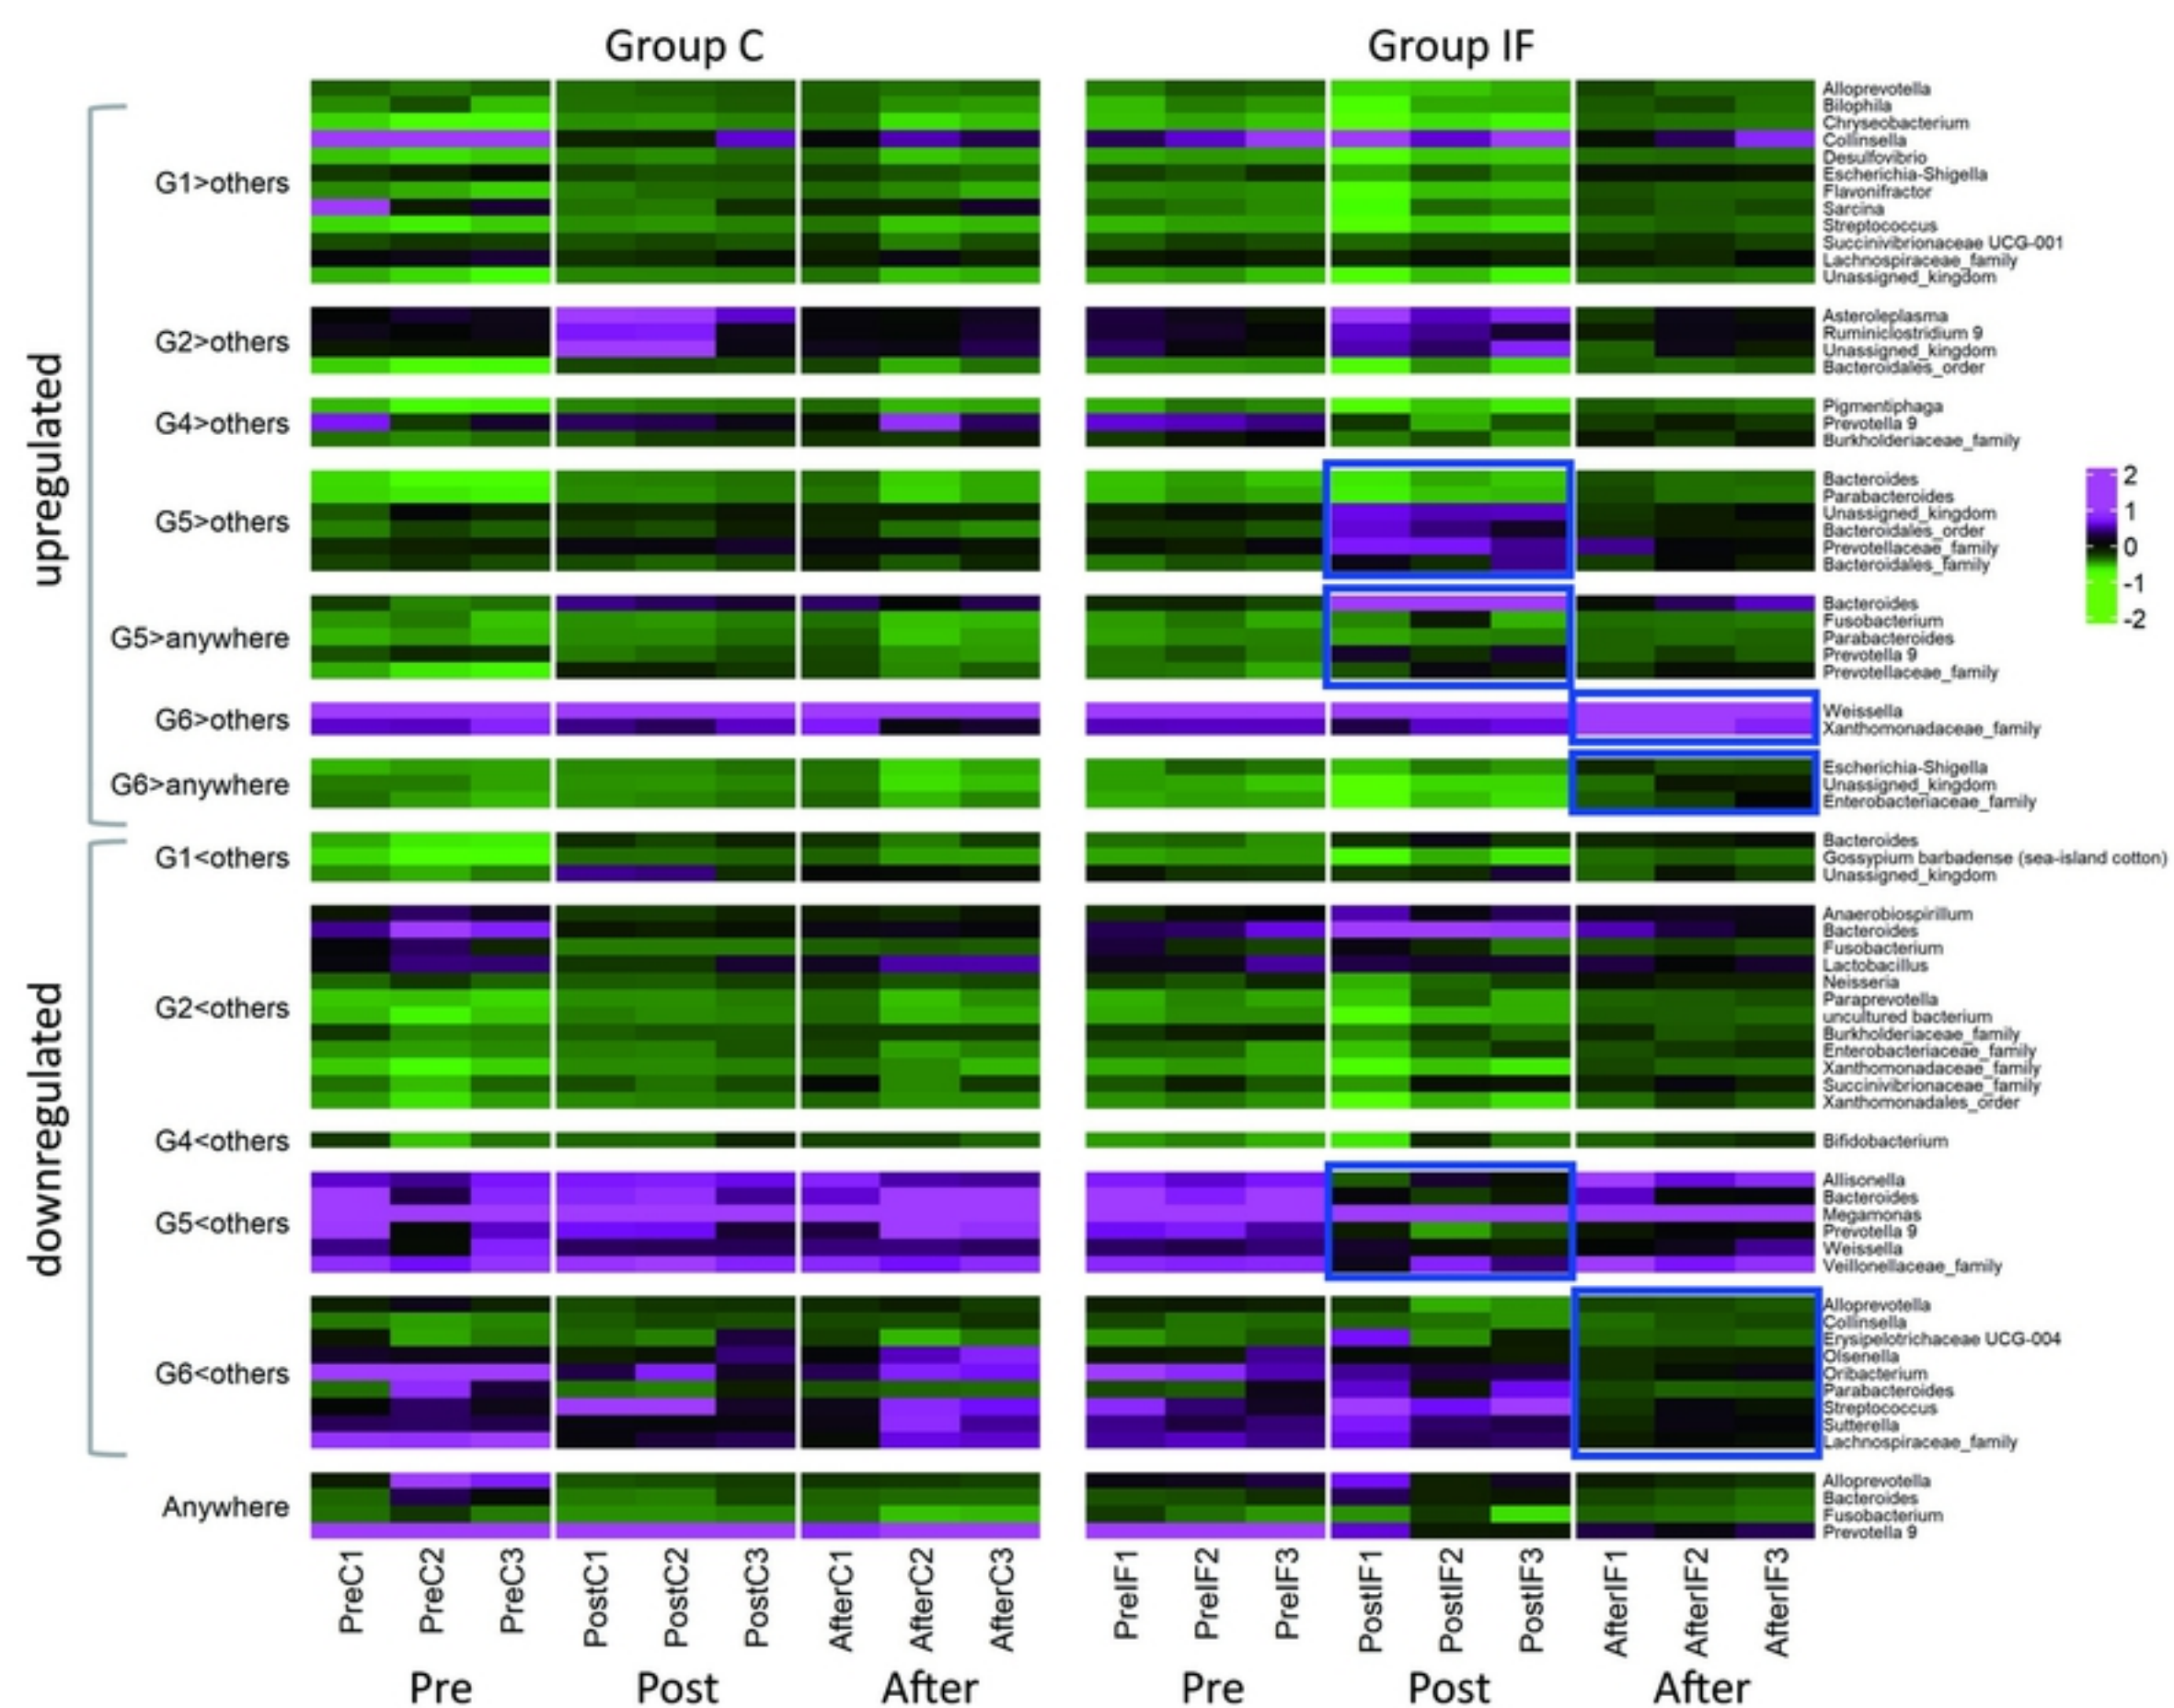 Group C
Group IF
upregulated
G1>others
Alloprevotella
Bilophila
Chryseobacterium
Collinsella
Desulfovibrio
Escherichia-Shigella
Flavonifractor
Sarcina
Streptococcus
Succinivibrionaceae UCG-001
Lachnospiraceae_family
Unassigned_kingdom
G2>others
Asteroleplasma
Ruminiclostridium 9
Unassigned_kingdom
Bacteroidales_order
G4>others
Pigmentiphaga
Prevotella 9
Burkholderiaceae_family
G5>others
Bacteroides
Parabacteroides
Unassigned_kingdom
Bacteroidales_order
Prevotellaceae_family
Bacteroidales_family
2
1
0
-1
-2
G5>anywhere
Bacteroides
Fusobacterium
Parabacteroides
Prevotella 9
Prevotellaceae_family
G6>others
Weissella
Xanthomonadaceae_family
G6>anywhere
Escherichia-Shigella
Unassigned_kingdom
Enterobacteriaceae_family
downregulated
G1<others
Bacteroides
Gossypium barbadense (sea-island cotton)
Unassigned_kingdom
G2<others
Anaerobiospirillum
Bacteroides
Fusobacterium
Lactobacillus
Neisseria
Paraprevotella
uncultured bacterium
Burkholderiaceae_family
Enterobacteriaceae_family
Xanthomonadaceae_family
Succinivibrionaceae_family
Xanthomonadales_order
G4<others
Bifidobacterium
G5<others
Allisonella
Bacteroides
Megamonas
Prevotella 9
Weissella
Veillonellaceae_family
G6<others
Alloprevotella
Collinsella
Erysipelotrichaceae UCG-004
Olsenella
Oribacterium
Parabacteroides
Streptococcus
Sutterella
Lachnospiraceae_family
Anywhere
Alloprevotella
Bacteroides
Fusobacterium
Prevotella 9
PreC1
PreC2
PreC3
PostC1
PostC2
PostC3
AfterC1
AfterC2
AfterC3
PreIF1
PreIF2
PreIF3
PostIF1
PostIF2
PostIF3
AfterIF1
AfterIF2
AfterIF3
Pre
Post
After
Pre
Post
After